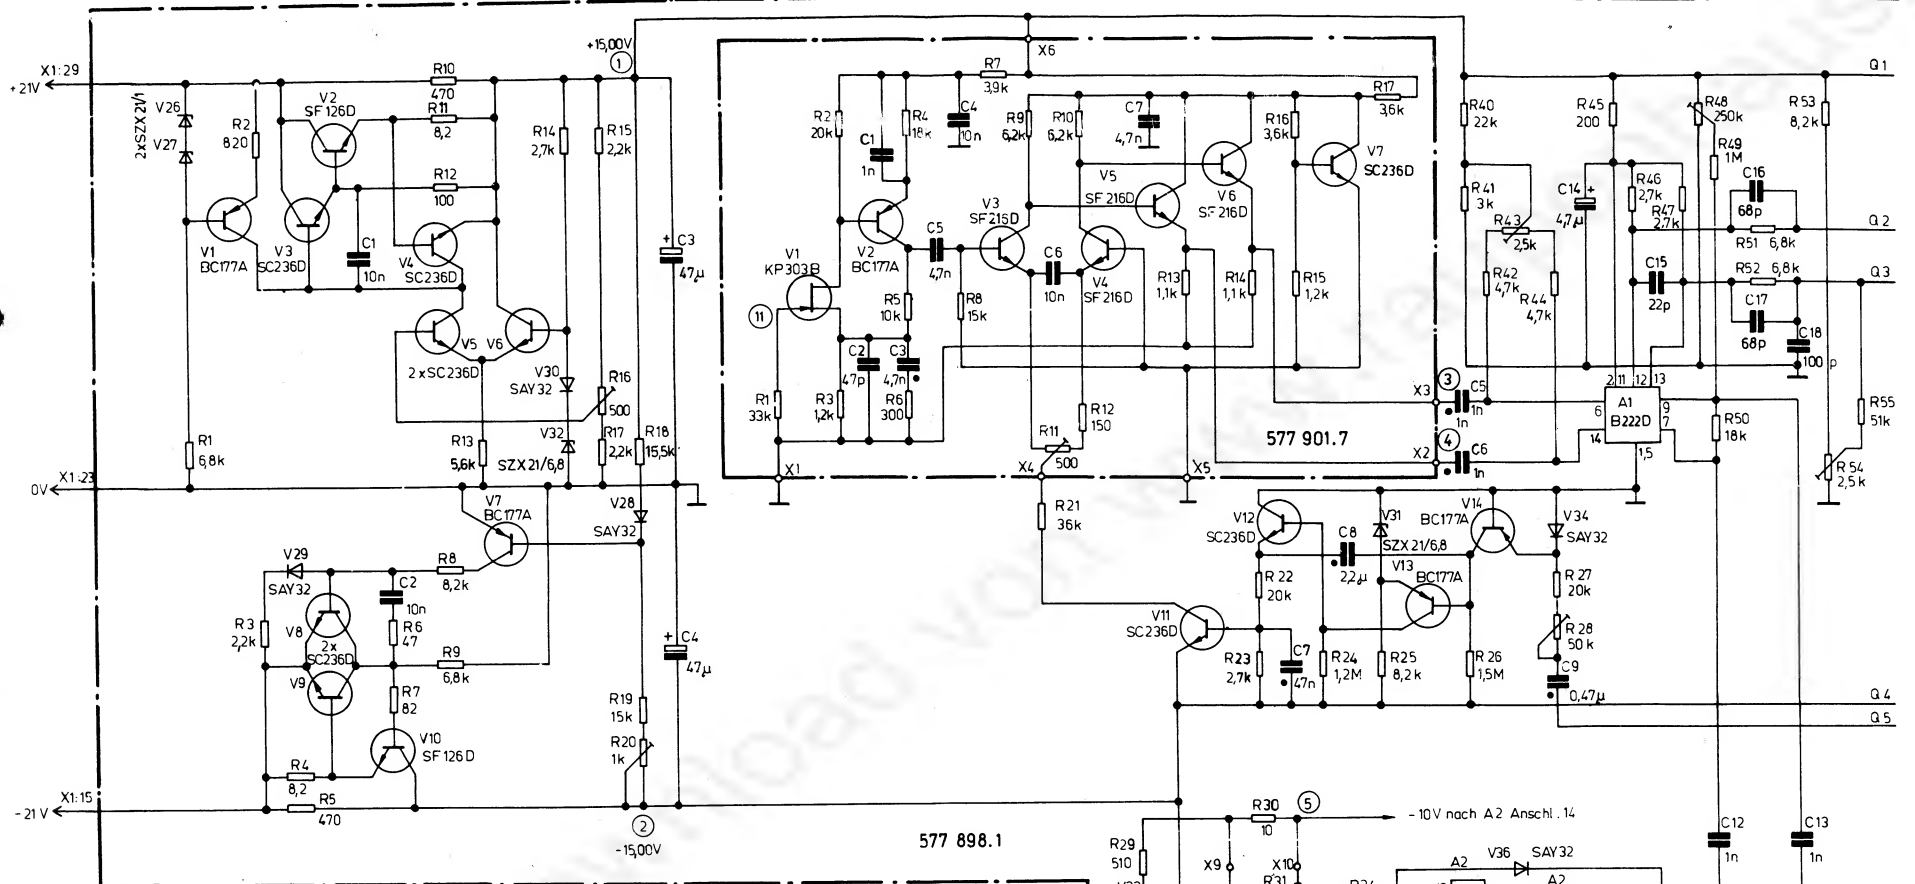 +15,00V
1
X1:29
+21V
R10
470
V26
V27
2xSZX 21/1
V2
SF126D
R11
8,2
R2
820
R14
2,7k
R15
2,2k
R12
100
V1
BC177A
V3
SC236D
C1
10n
V4
SC236D
C3
47µ
V5
V6
2xSC236D
V30
SAY32
R16
500
R1
6,8k
R13
5,6k
V32
SZX21/6,8
R17
2,2k
R18
15,5k
X1:23
0V
V7
BC177A
V28
SAY32
V29
SAY32
R8
8,2k
C2
10n
R6
47
R3
2,2k
V8
2x
SC236D
V9
R9
6,8k
R7
82
C4
47µ
R19
15k
R20
1k
V10
SF126D
R4
8,2
R5
470
X1:15
-21V
2
-15,00V
577 898.1
X6
R7
3,9k
R17
3,6k
R2
20k
C1
1n
R4
18k
C4
10n
R9
6,2k
R10
6,2k
C7
4,7n
R16
3,6k
V7
SC236D
V5
SF216D
V6
SF216D
V3
SF216D
V2
BC177A
C5
4,7n
V1
KP303B
11
C6
10n
V4
SF216D
R13
1,1k
R14
1,1k
R15
1,2k
R5
10k
R8
15k
C2
47p
C3
4,7n
R1
33k
R3
1,2k
R6
300
R12
150
R11
500
577 901.7
X1
X4
X5
X3
X2
3
C5
1n
4
C6
1n
Q1
R40
22k
R45
200
R48
250k
R53
8,2k
R49
1M
R41
3k
R43
2,5k
C14
4,7µ
R46
2,7k
R47
2,7k
C16
68p
Q2
R51
6,8k
R42
4,7k
R44
4,7k
C15
22p
R52
6,8k
Q3
C17
68p
C18
100p
2
11
12
13
6
A1
9
B222D
7
14
1,5
R50
18k
R55
51k
R54
2,5k
R21
36k
V12
SC236D
V31
SZX21/6,8
V14
BC177A
V34
SAY32
C8
2,2µ
V13
BC177A
R22
20k
R27
20k
V11
SC236D
R28
50k
R23
2,7k
C7
47n
R24
1,2M
R25
8,2k
R26
1,5M
C9
0,47µ
Q4
Q5
R30
10
5
-10V nach A2 Anschl. 14
R29
510
X9
X10
R31
V36
SAY32
A2
A2
C12
1n
C13
1n